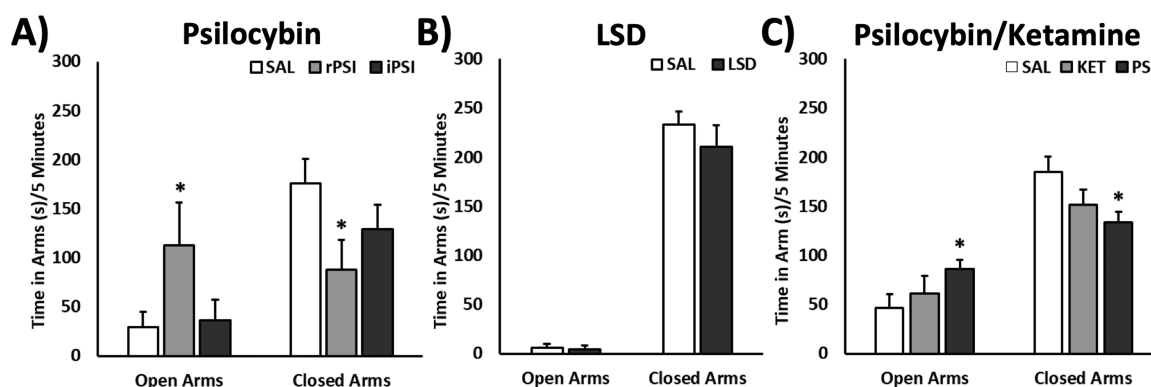 A) Psilocybin
SAL rPSI iPSI
Time in Arms (s)/5 Minutes
300
250
200
150
100
50
0
*
*
Open Arms Closed Arms
B) LSD
SAL LSD
Time in Arms (s)/5 Minutes
300
250
200
150
100
50
0
Open Arms Closed Arms
C) Psilocybin/Ketamine
SAL KET PS
Time in Arm (s)/5 Minutes
300
250
200
150
100
50
0
*
*
Open Arms Closed Arms